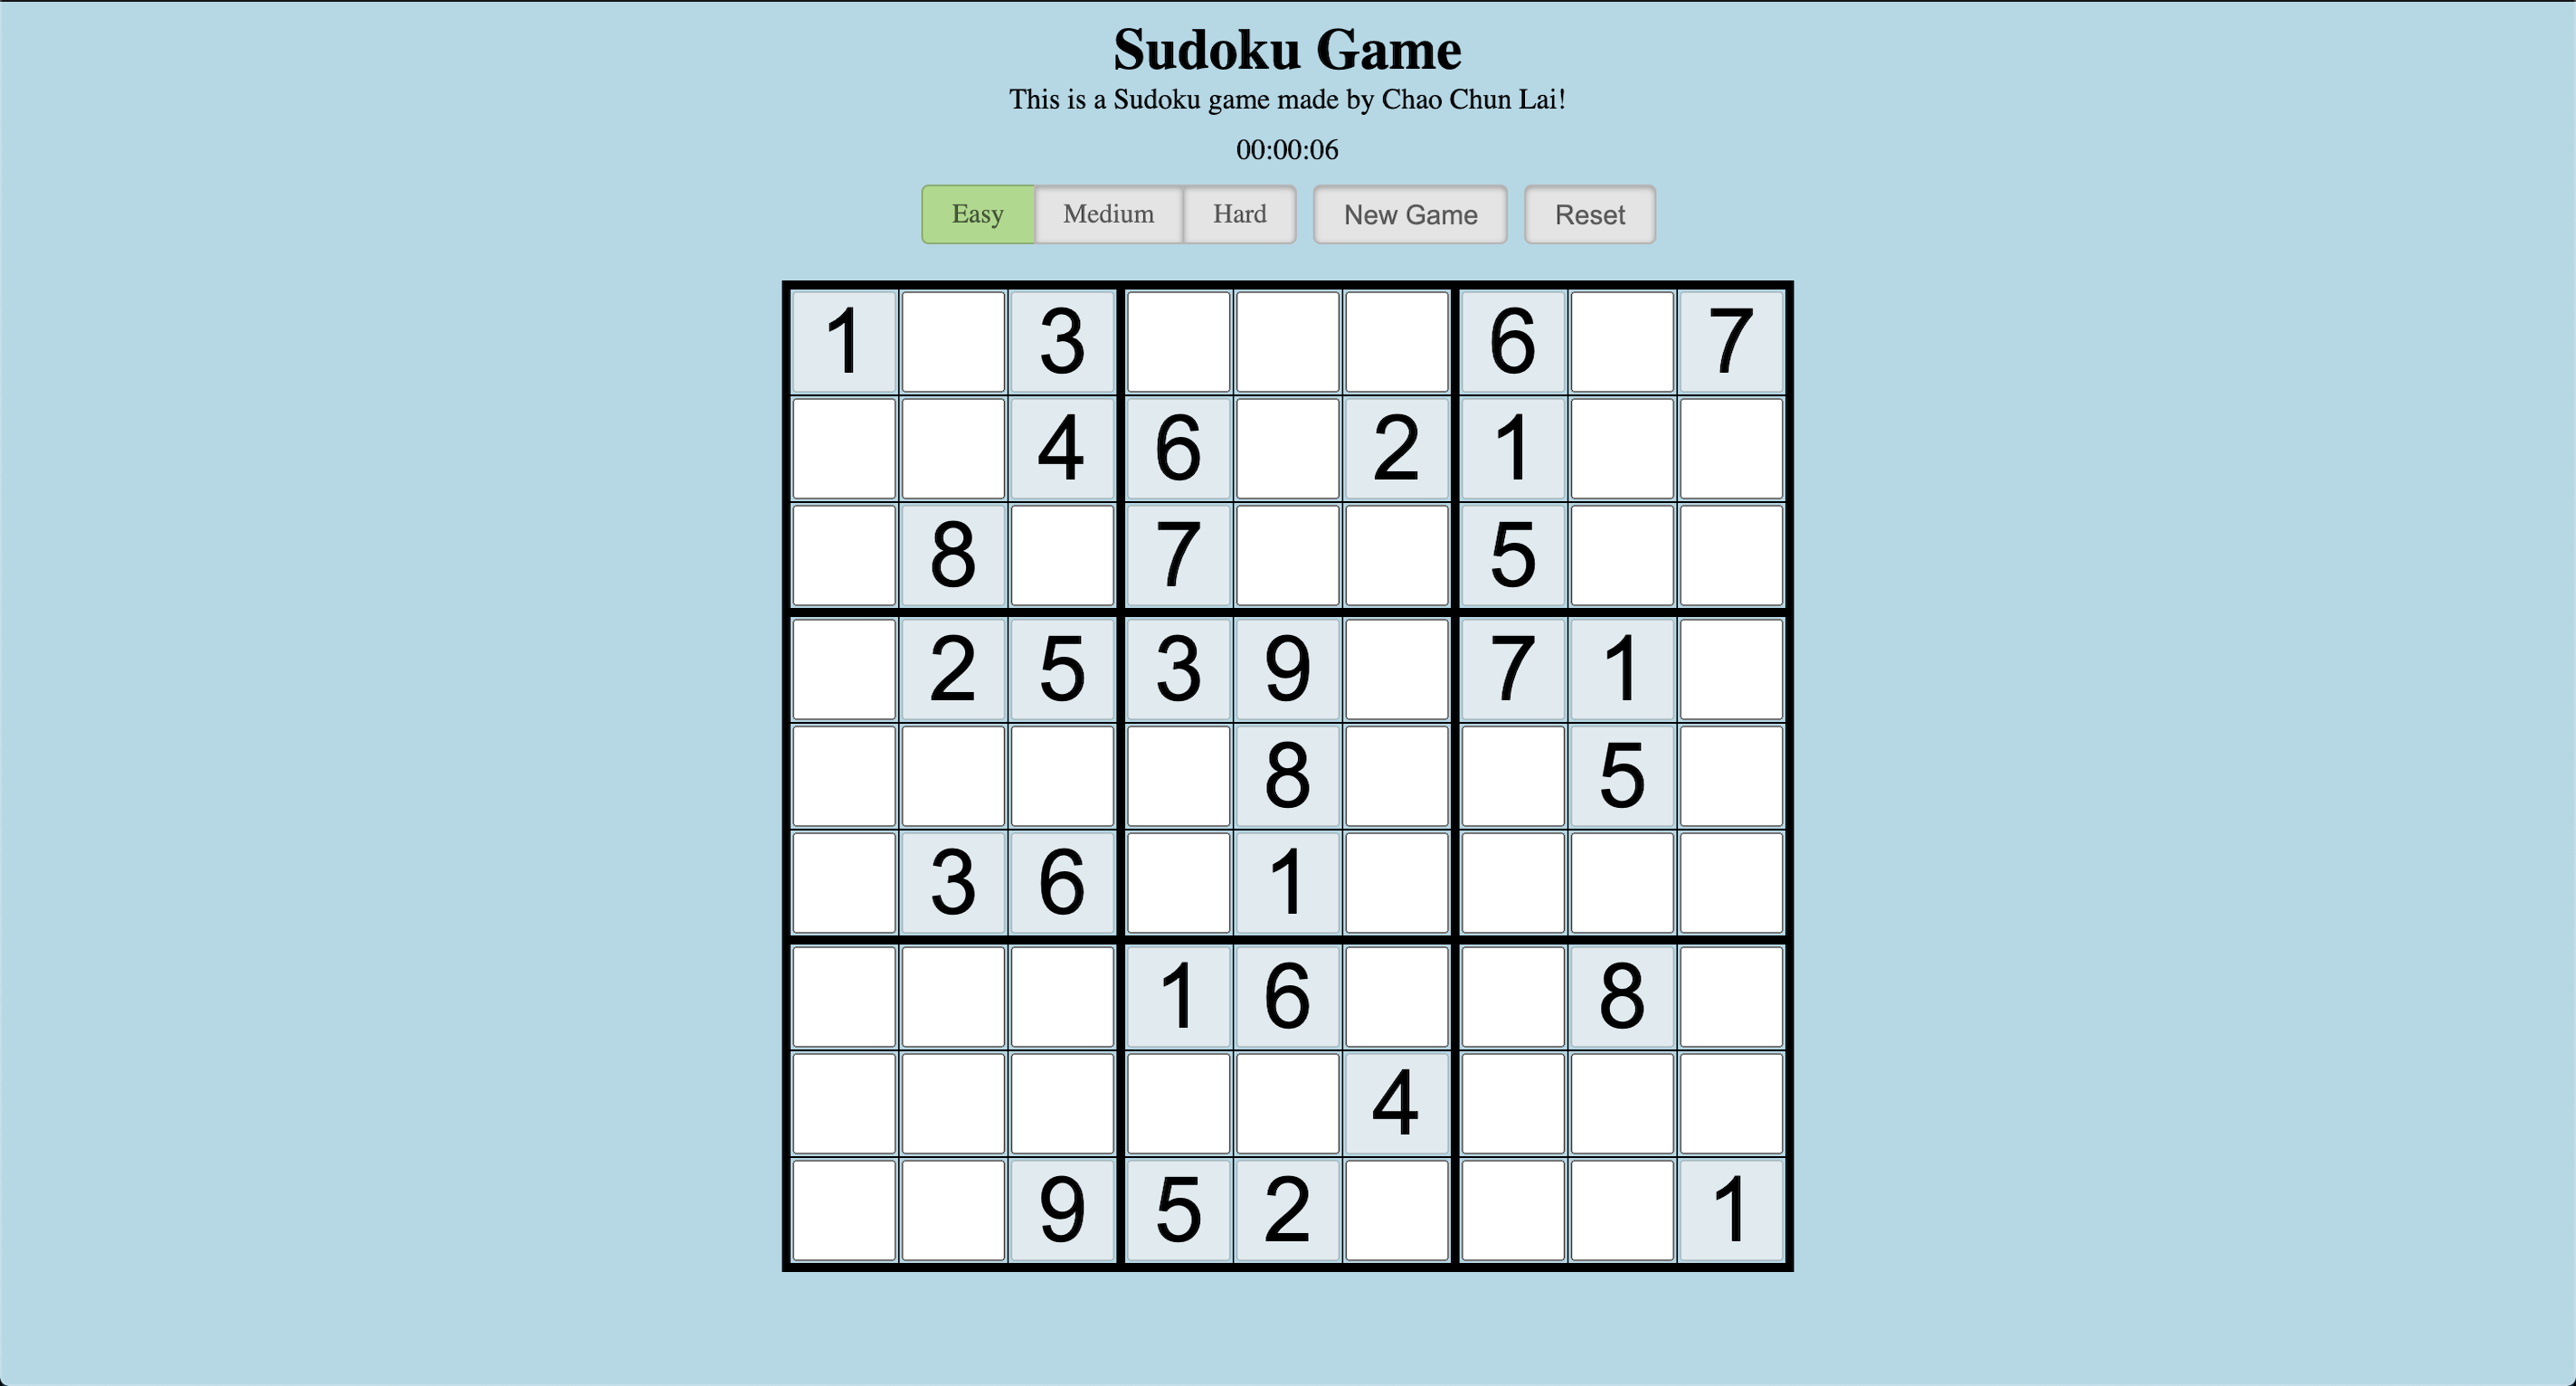 Sudoku Game
This is a Sudoku game made by Chao Chun Lai!
00:00:06
Easy Medium Hard New Game Reset
1 3 6 7
4 6 2 1
8 7 5
2 5 3 9 7 1
8 5
3 6 1
1 6 8
4
9 5 2 1